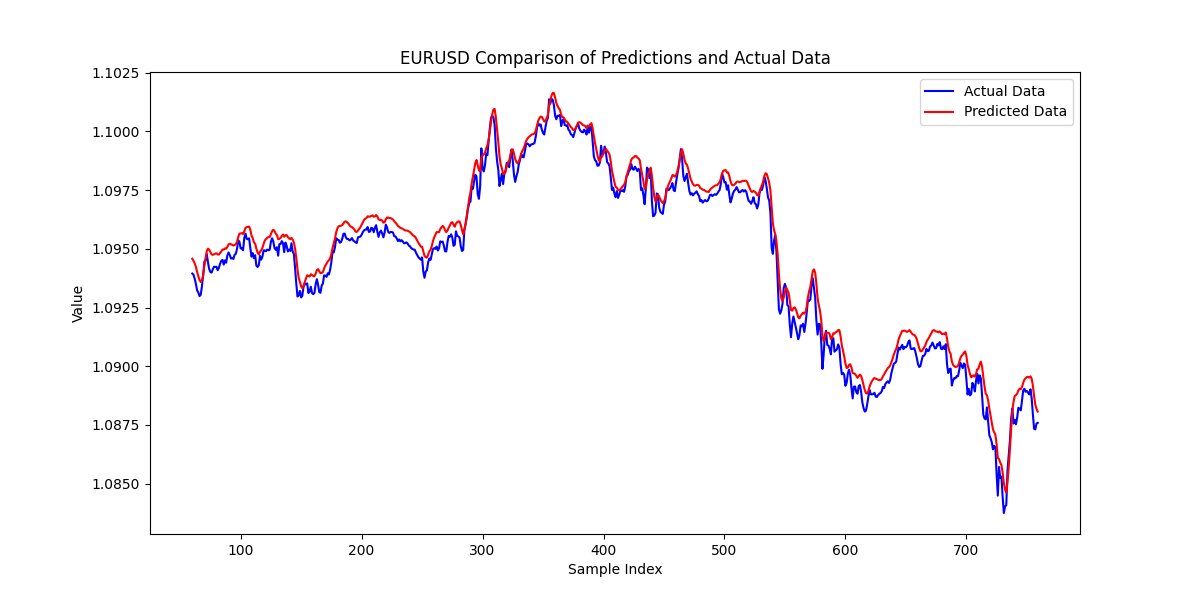 EURUSD Comparison of Predictions and Actual Data
Actual Data
Predicted Data
Value
1.1025
1.1000
1.0975
1.0950
1.0925
1.0900
1.0875
1.0850
100 200 300 400 500 600 700
Sample Index